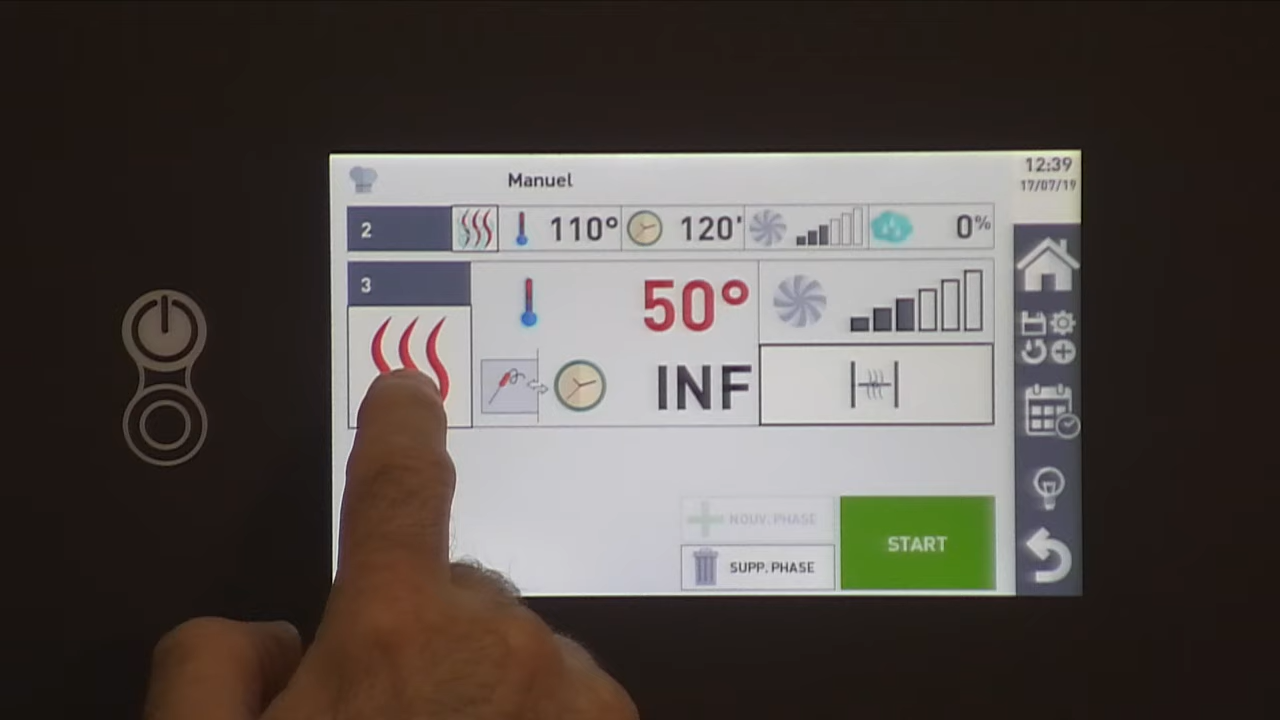 Manuel
12:39
17/07/19
2 110° 120' 0%
3
50°
INF
NOUV. PHASE
SUPP. PHASE
START